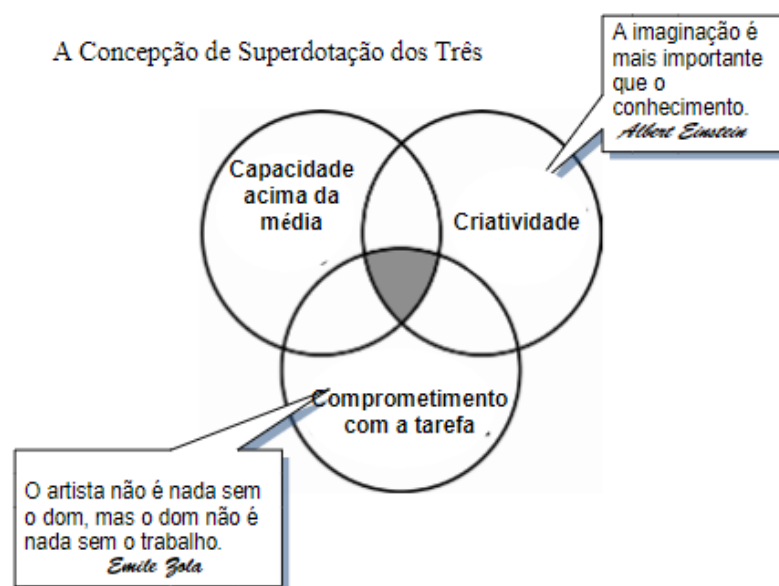 A Concepção de Superdotação dos Três
A imaginação é
mais importante
que o
conhecimento.
Albert Einstein
Capacidade
acima da
média
Criatividade
Comprometimento
com a tarefa
O artista não é nada sem
o dom, mas o dom não é
nada sem o trabalho.
Emile Zola